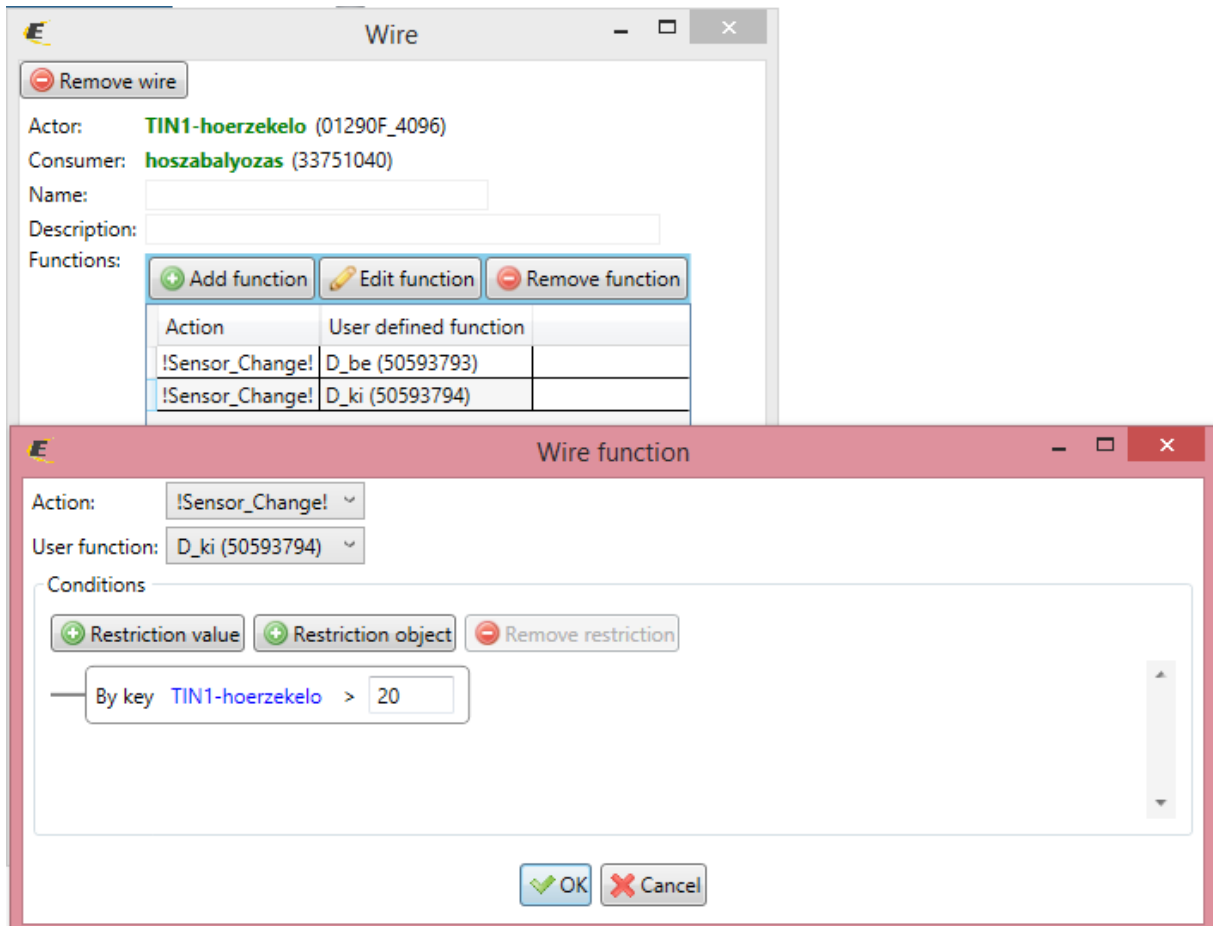 Wire
Remove wire
Actor: TIN1-hoerzekelo (01290F_4096)
Consumer: hoszabalyozas (33751040)
Name:
Description:
Functions:
Add function Edit function Remove function
Action User defined function
!Sensor_Change! D_be (50593793)
!Sensor_Change! D_ki (50593794)
Wire function
Action: !Sensor_Change!
User function: D_ki (50593794)
Conditions
Restriction value Restriction object Remove restriction
By key TIN1-hoerzekelo > 20
OK Cancel